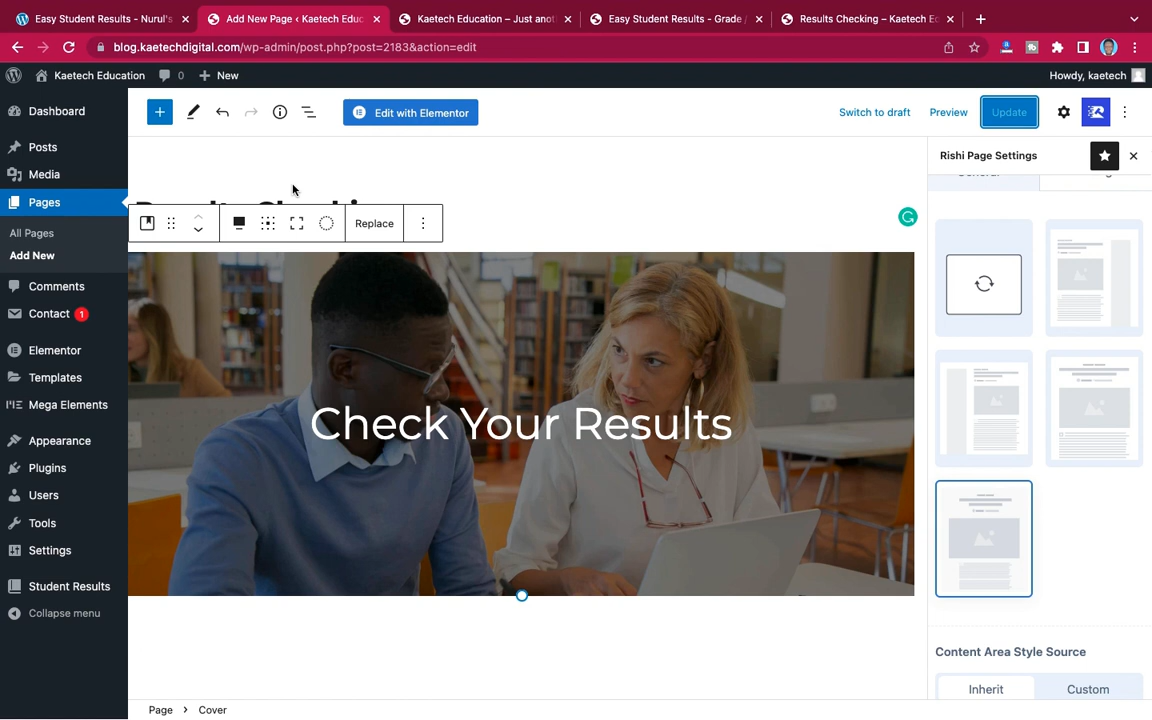 Easy Student Results - Nurul's
Add New Page ‹ Kaetech Educ
Kaetech Education – Just anot
Easy Student Results - Grade /
Results Checking – Kaetech Ed
blog.kaetechdigital.com/wp-admin/post.php?post=2183&action=edit
Kaetech Education
0
New
Howdy, kaetech
Dashboard
Posts
Media
Pages
All Pages
Add New
Comments
Contact 1
Elementor
Templates
Mega Elements
Appearance
Plugins
Users
Tools
Settings
Student Results
Collapse menu
Edit with Elementor
Switch to draft
Preview
Update
Replace
Check Your Results
Rishi Page Settings
Content Area Style Source
Inherit
Custom
Page
Cover